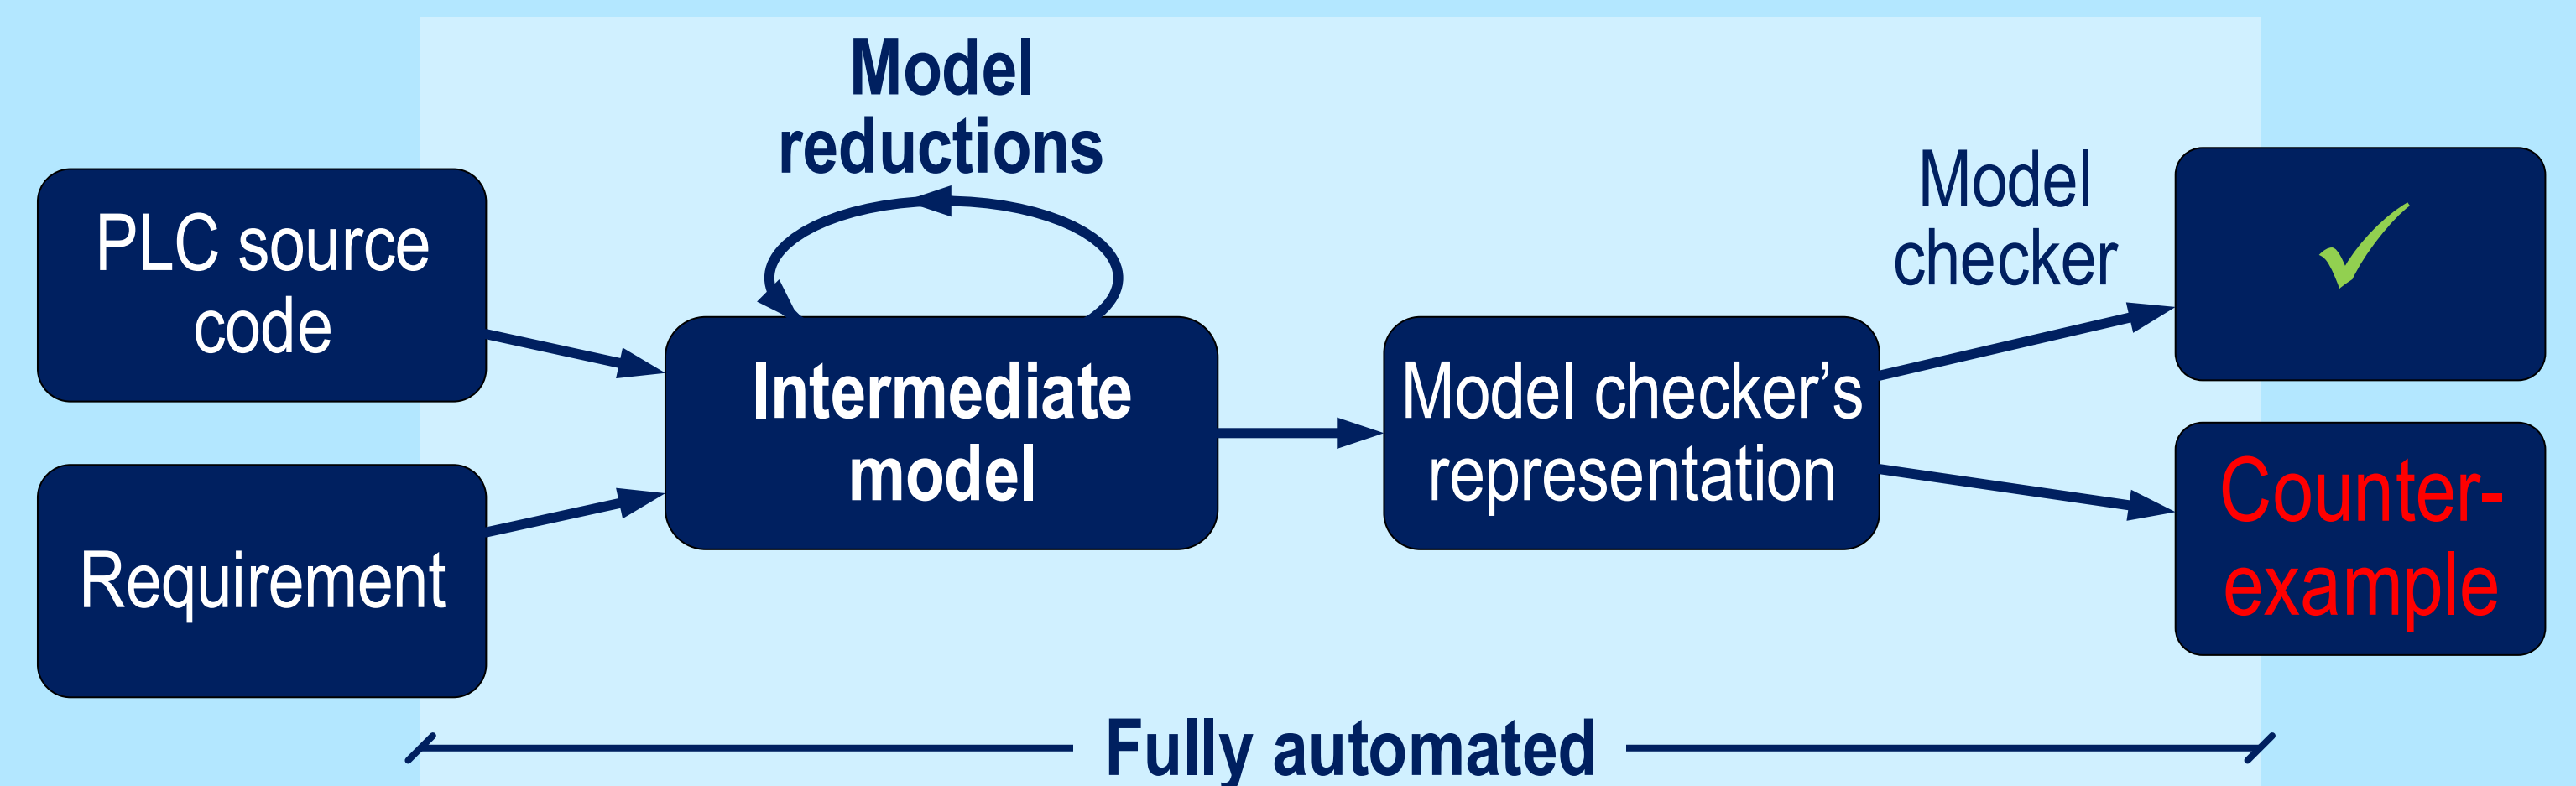 Model
reductions
PLC source
code
Requirement
Intermediate
model
Model checker’s
representation
Model
checker
✓
Counter-
example
Fully automated